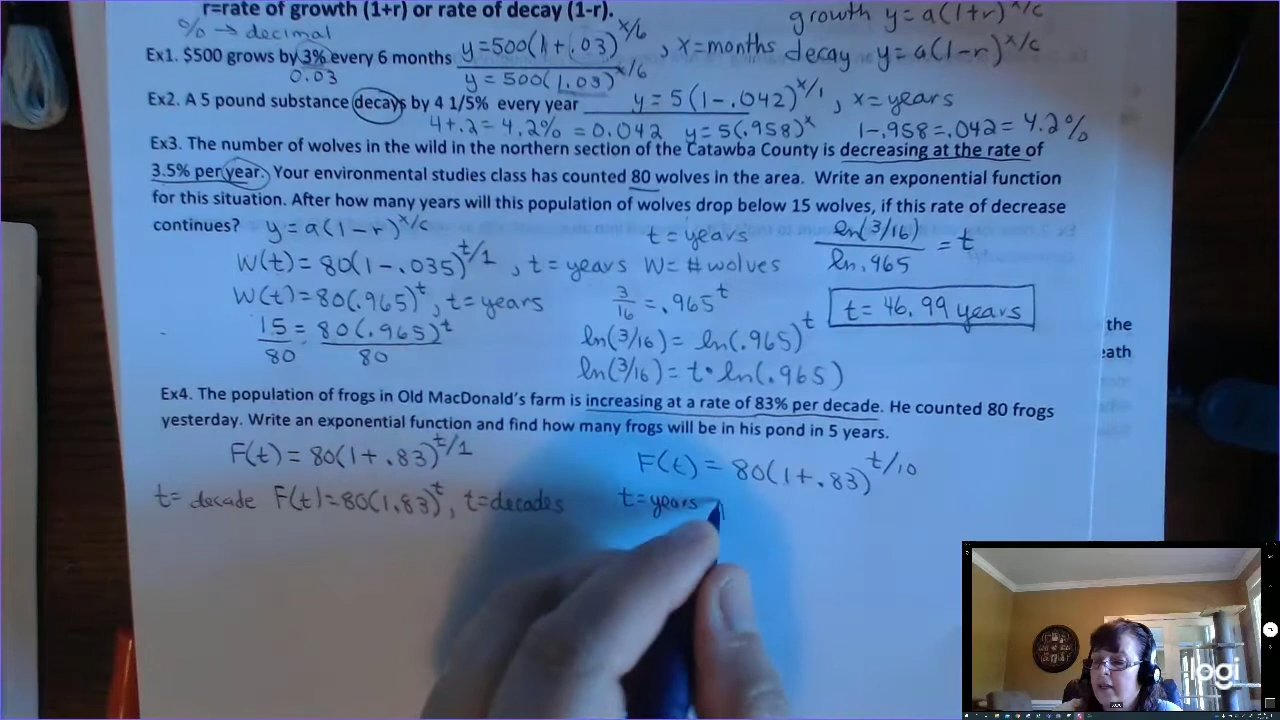 r=rate of growth (1+r) or rate of decay (1-r).
growth y=a(1+r)^x/c
% → decimal
Ex1. $500 grows by 3% every 6 months y=500(1+.03)^x/6, x=months decay y=a(1-r)^x/c
0.03 y=500(1.03)^x/6
Ex2. A 5 pound substance decays by 4 1/5% every year y=5(1-.042)^x/1, x=years
4+.2=4.2%=0.042 y=5(.958)^x 1-.958=.042=4.2%
Ex3. The number of wolves in the wild in the northern section of the Catawba County is decreasing at the rate of
3.5% per year. Your environmental studies class has counted 80 wolves in the area. Write an exponential function
for this situation. After how many years will this population of wolves drop below 15 wolves, if this rate of decrease
continues? y=a(1-r)^x/c t=years ln(3/16)/ln.965=t
W(t)=80(1-.035)^t/1, t=years W=#wolves
W(t)=80(.965)^t, t=years 3/16=.965^t t=46.99 years
15/80=80(.965)^t/80 ln(3/16)=ln(.965)^t
ln(3/16)=t·ln(.965)
the
Ex4. The population of frogs in Old MacDonald's farm is increasing at a rate of 83% per decade. He counted 80 frogs
yesterday. Write an exponential function and find how many frogs will be in his pond in 5 years.
F(t)=80(1+.83)^t/1 F(t)=80(1+.83)^t/10
t=decade F(t)=80(1.83)^t, t=decades t=years
logi